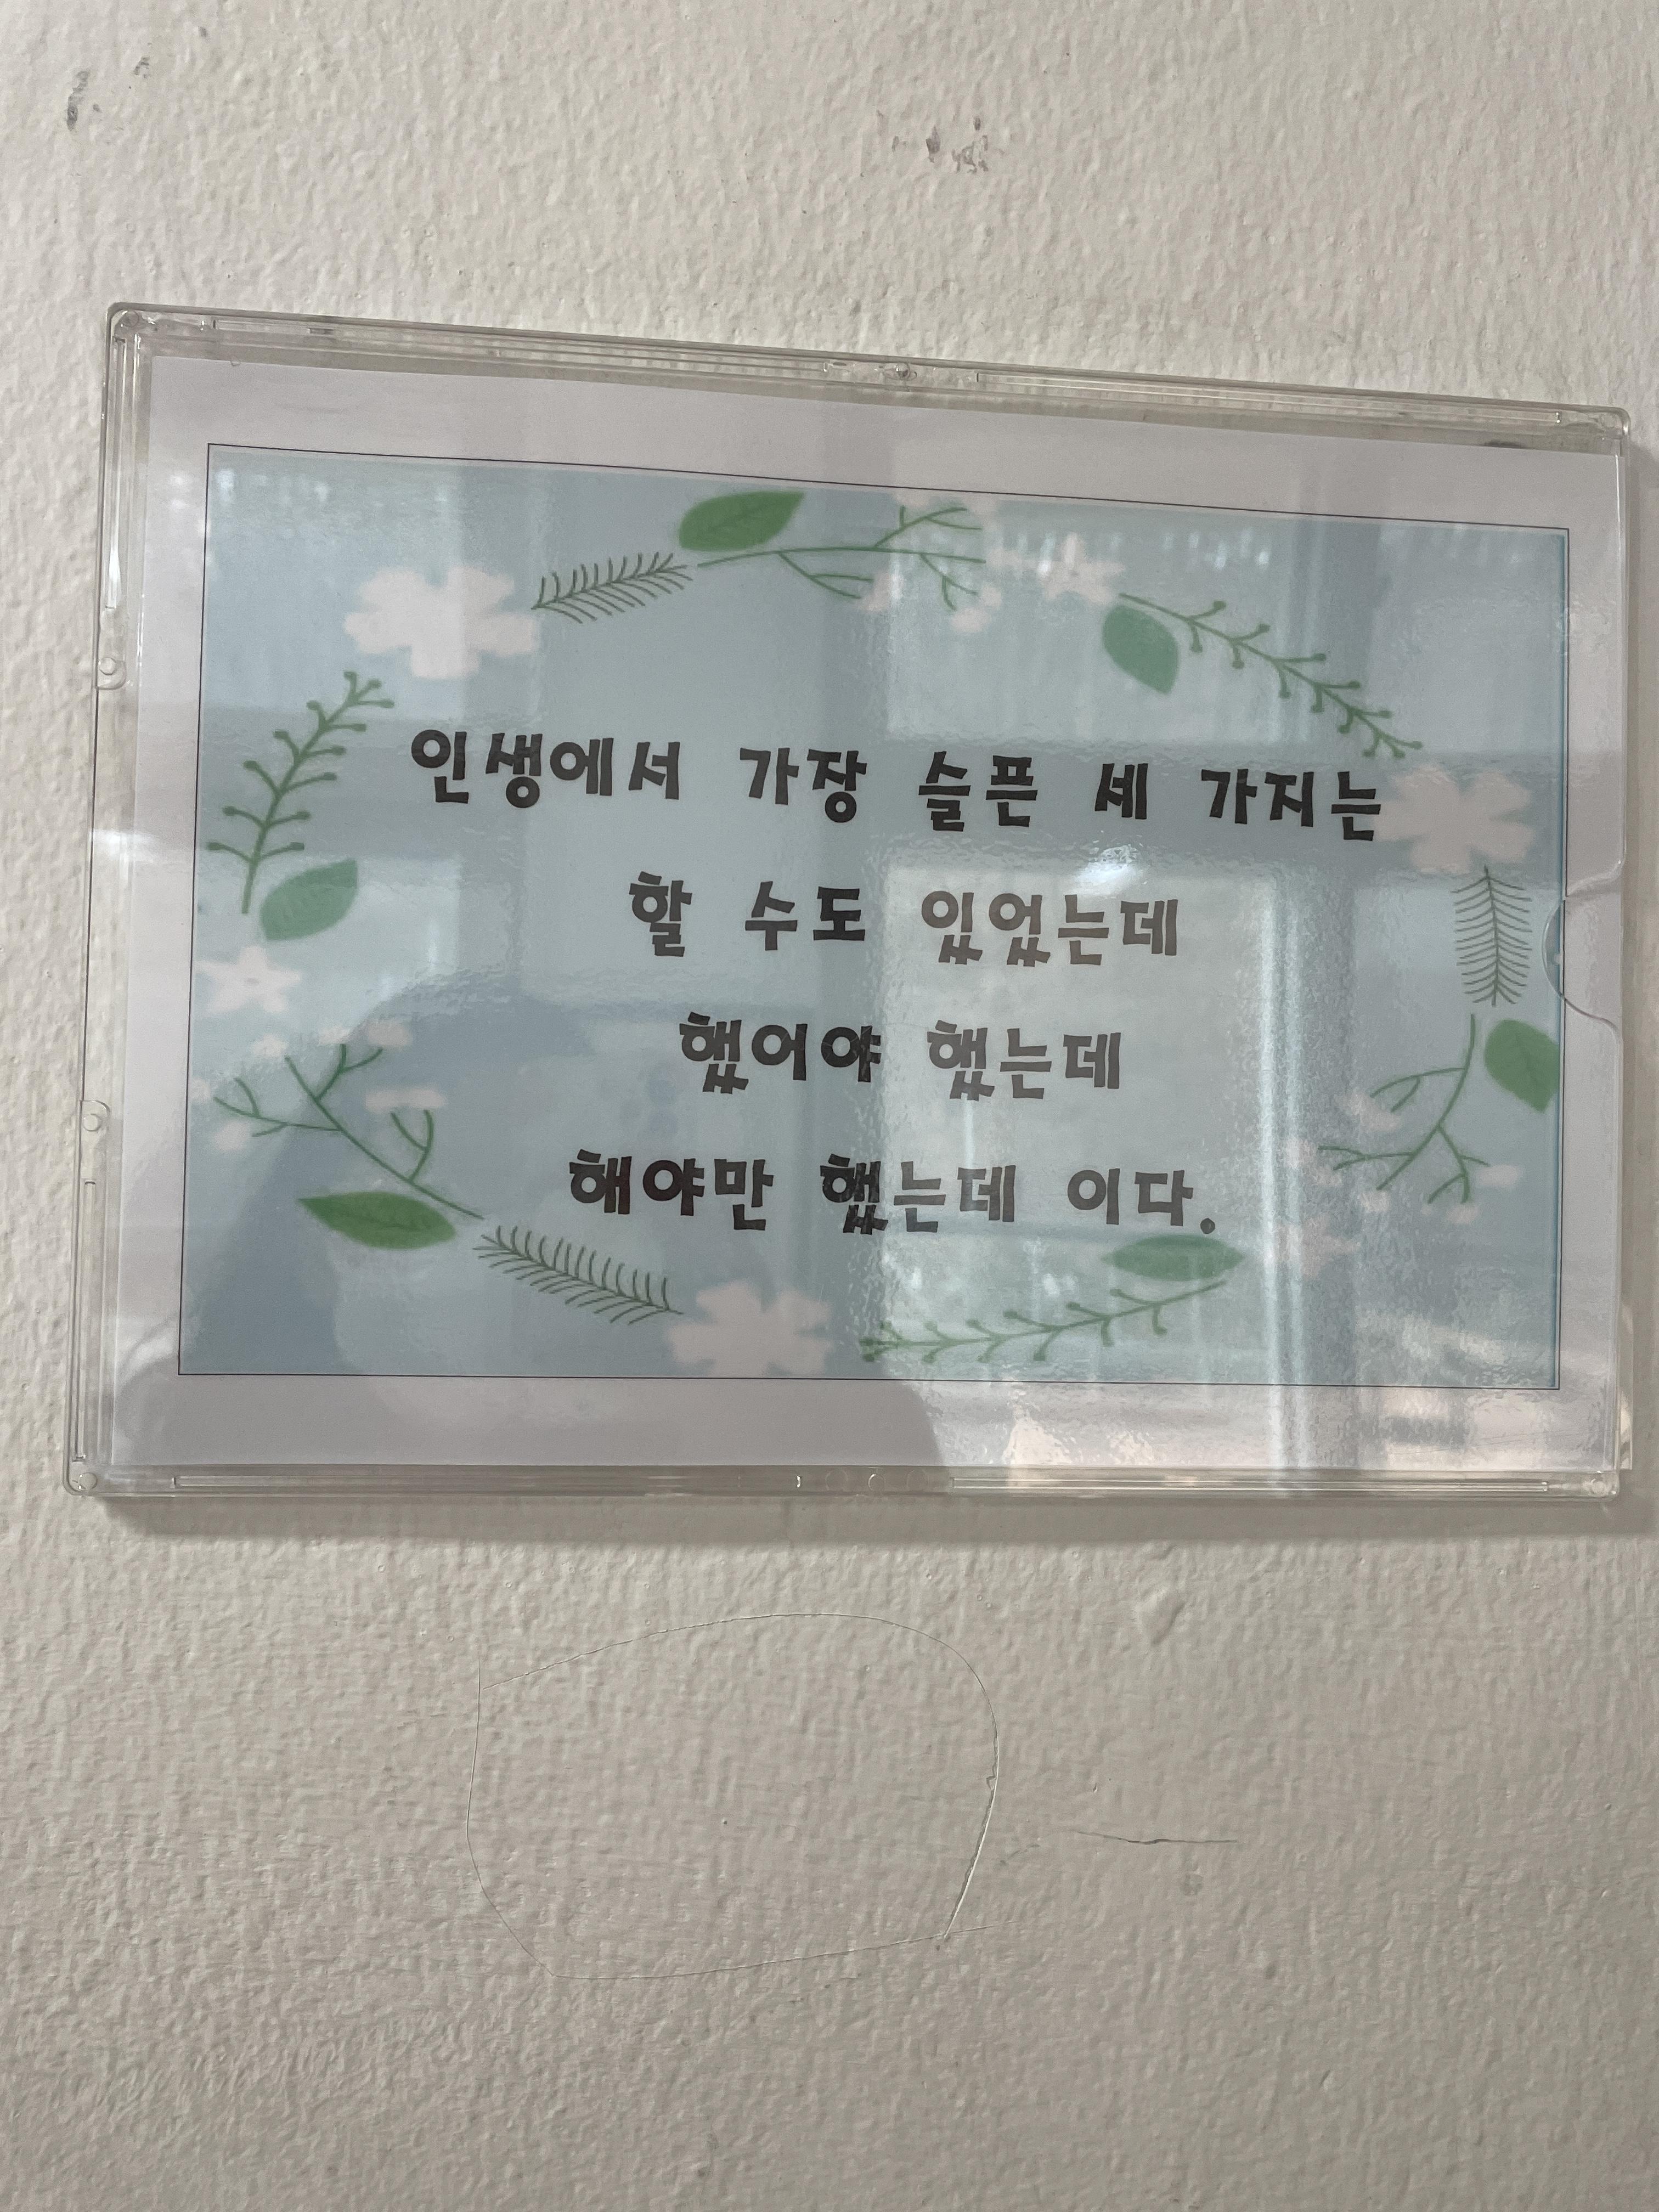 인생에서 가장 슬픈 세 가지는
할 수도 있었는데
했어야 했는데
해야만 했는데 이다.